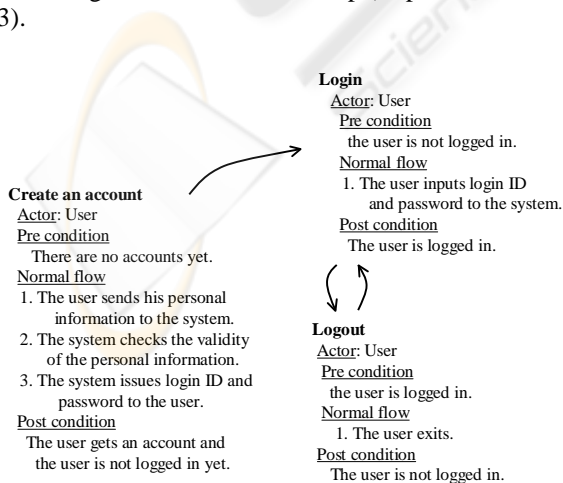 3).
Login
Actor: User
Pre condition
the user is not logged in.
Normal flow
1. The user inputs login ID
and password to the system.
Post condition
The user is logged in.
Create an account
Actor: User
Pre condition
There are no accounts yet.
Normal flow
1. The user sends his personal
information to the system.
2. The system checks the validity
of the personal information.
3. The system issues login ID and
password to the user.
Post condition
The user gets an account and
the user is not logged in yet.
Logout
Actor: User
Pre condition
the user is logged in.
Normal flow
1. The user exits.
Post condition
The user is not logged in.